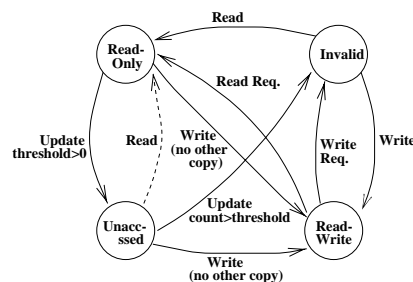 Read
Read-
Only
Invalid
Read Req.
Update
threshold>0
Read
Write
(no other
copy)
Write
Req.
Write
Unacc-
ssed
Update
count>threshold
Read-
Write
Write
(no other copy)